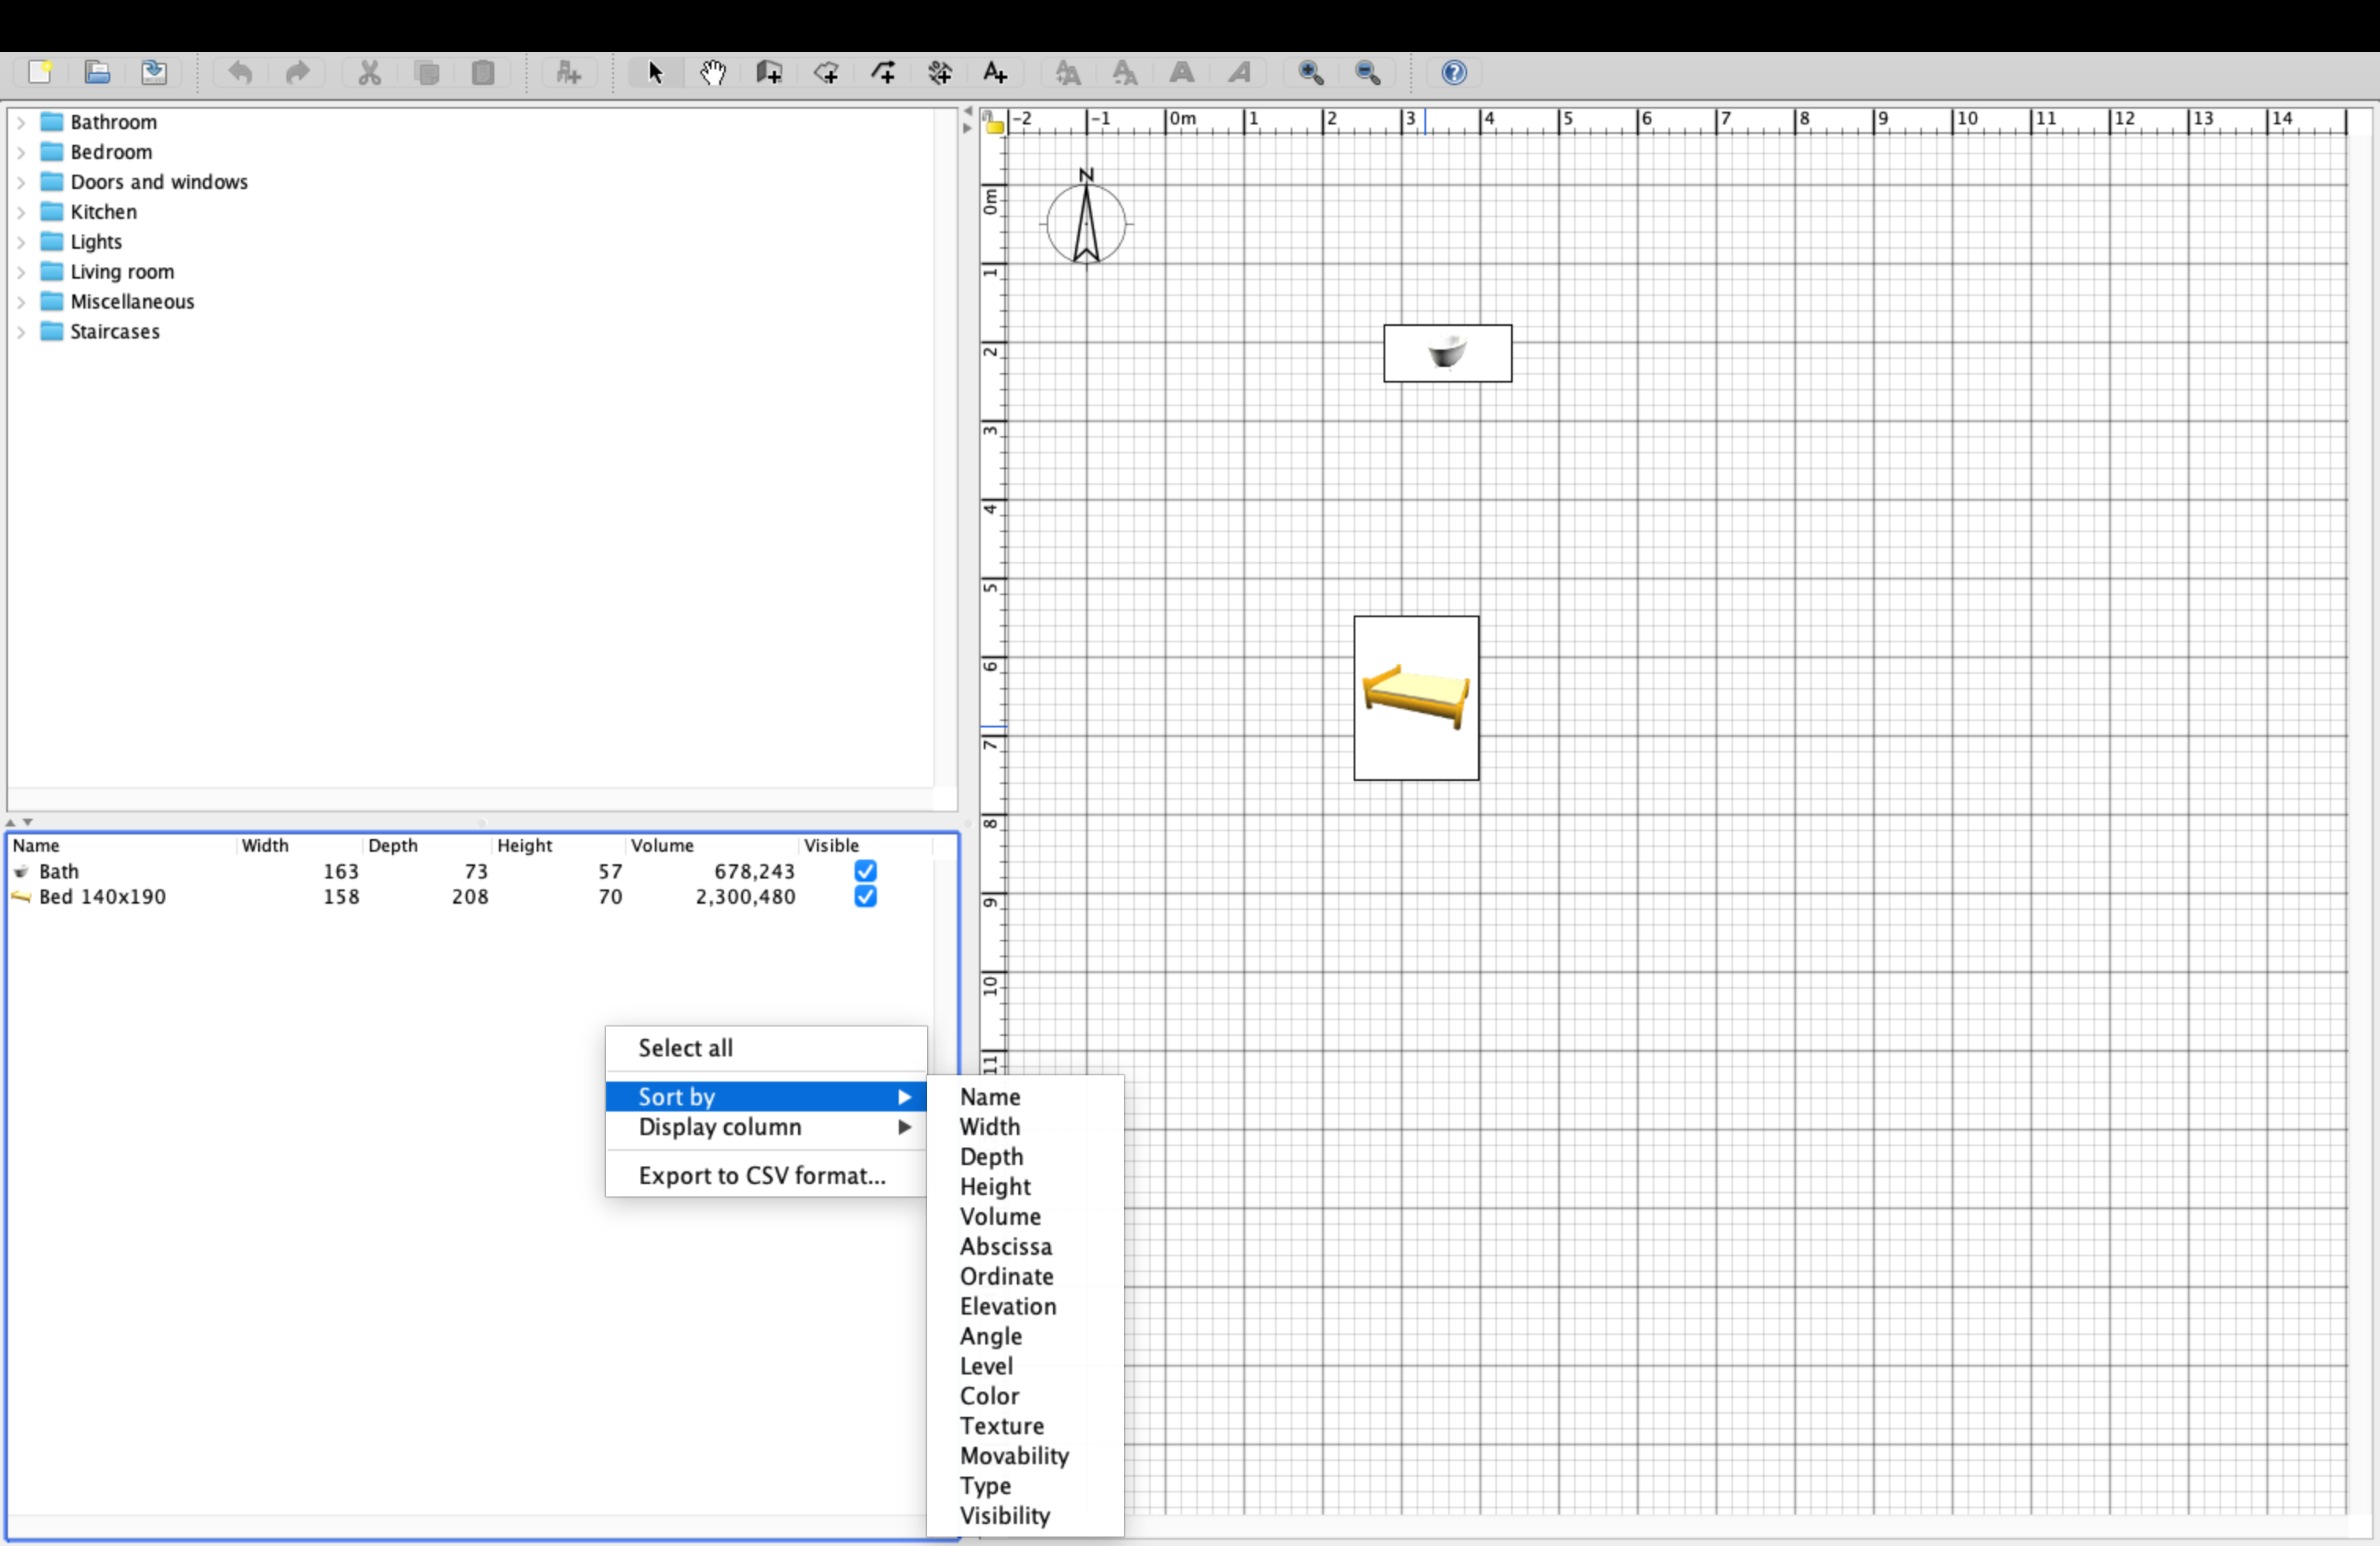 Bathroom
Bedroom
Doors and windows
Kitchen
Lights
Living room
Miscellaneous
Staircases
-2 -1 0m 1 2 3 4 5 6 7 8 9 10 11 12 13 14
N
0m
1
2
3
4
5
6
7
8
9
10
11
Name Width Depth Height Volume Visible
Bath 163 73 57 678,243
Bed 140x190 158 208 70 2,300,480
Select all
Sort by
Display column
Export to CSV format...
Name
Width
Depth
Height
Volume
Abscissa
Ordinate
Elevation
Angle
Level
Color
Texture
Movability
Type
Visibility